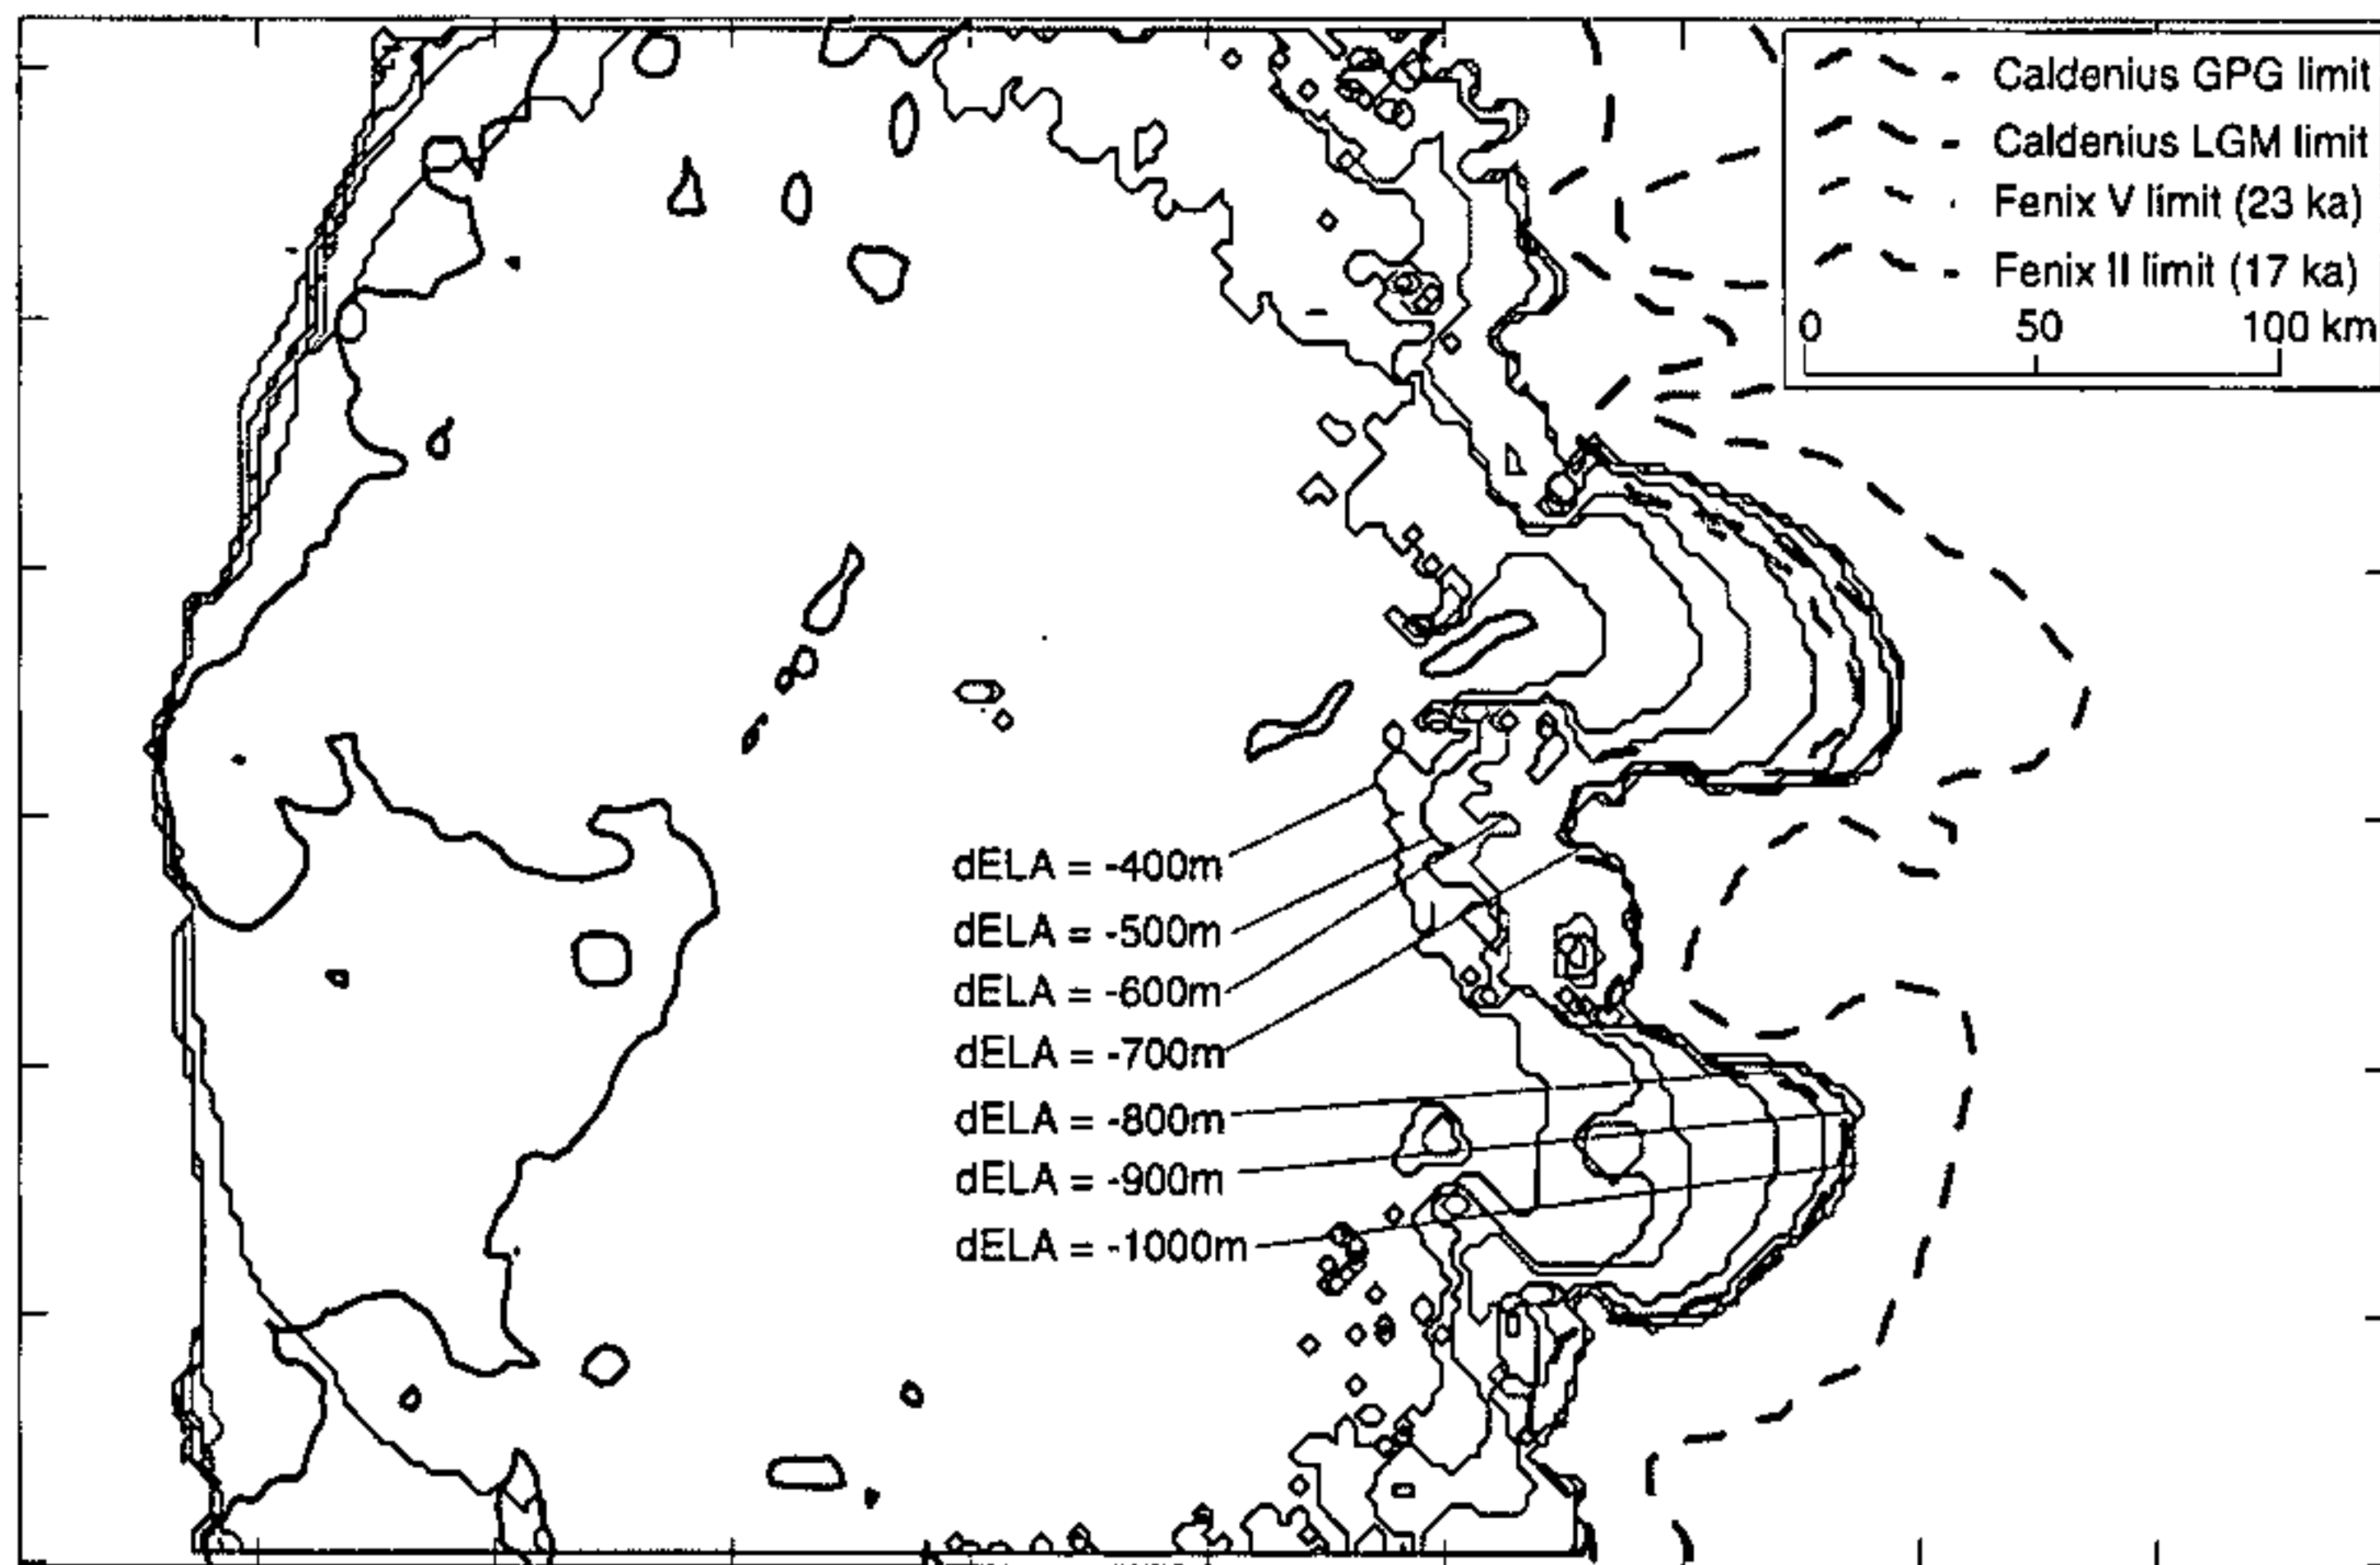 Caldenius GPG limit
Caldenius LGM limit
Fenix V limit (23 ka)
Fenix II limit (17 ka)
0 50 100 km
dELA = -400m
dELA = -500m
dELA = -600m
dELA = -700m
dELA = -800m
dELA = -900m
dELA = -1000m